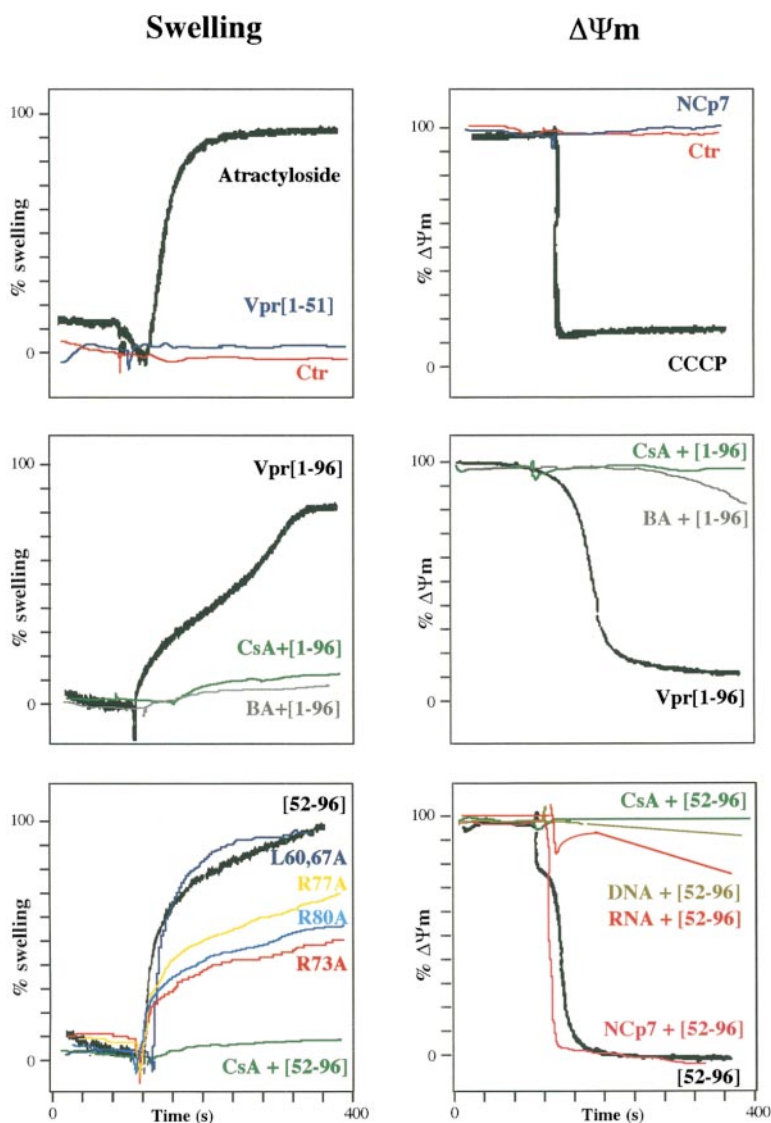 Swelling
ΔΨm
100
% swelling
0
Atractyloside
Vpr[1-51]
Ctr
100
% ΔΨm
0
NCp7
Ctr
CCCP
100
% swelling
0
Vpr[1-96]
CsA+[1-96]
BA+[1-96]
100
% ΔΨm
0
CsA + [1-96]
BA + [1-96]
Vpr[1-96]
100
% swelling
0
[52-96]
L60,67A
R77A
R80A
R73A
CsA + [52-96]
0
Time (s)
400
100
% ΔΨm
0
CsA + [52-96]
DNA + [52-96]
RNA + [52-96]
NCp7 + [52-96]
[52-96]
0
Time (s)
400